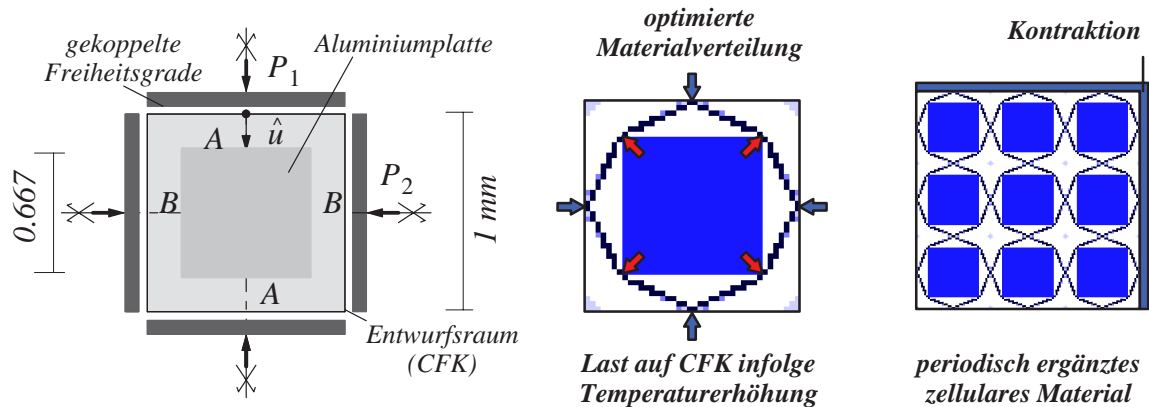 gekoppelte
Freiheitsgrade
P1
Aluminiumplatte
A
û
B
B
P2
0.667
1 mm
A
Entwurfsraum
(CFK)
optimierte
Materialverteilung
Last auf CFK infolge
Temperaturerhöhung
Kontraktion
periodisch ergänztes
zellulares Material